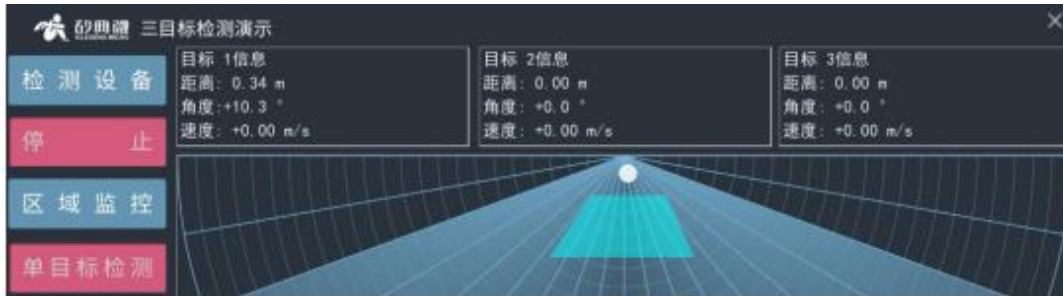 矽典微 三目标检测演示
检测设备
停止
区域监控
单目标检测
目标 1信息
距离: 0.34 m
角度:+10.3 °
速度: +0.00 m/s
目标 2信息
距离: 0.00 m
角度: +0.0 °
速度: +0.00 m/s
目标 3信息
距离: 0.00 m
角度: +0.0 °
速度: +0.00 m/s